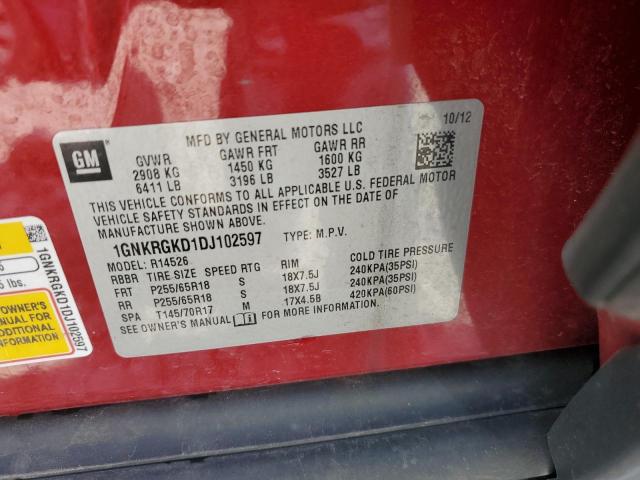 10/12
MFD BY GENERAL MOTORS LLC
GM
GVWR GAWR FRT GAWR RR
2908 KG 1450 KG 1600 KG
6411 LB 3196 LB 3527 LB
THIS VEHICLE CONFORMS TO ALL APPLICABLE U.S. FEDERAL MOTOR
VEHICLE SAFETY STANDARDS IN EFFECT ON THE DATE OF
MANUFACTURE SHOWN ABOVE.
1GNKRGKD1DJ102597 TYPE: M.P.V.
MODEL: R14526
RBBR TIRE SIZE SPEED RTG RIM COLD TIRE PRESSURE
FRT P255/65R18 S 18X7.5J 240KPA(35PSI)
RR P255/65R18 S 18X7.5J 240KPA(35PSI)
SPA T145/70R17 M 17X4.5B 420KPA(60PSI)
SEE OWNER'S MANUAL FOR MORE INFORMATION.
1GNKRGKD1DJ102597
lbs.
OWNER'S
MANUAL FOR
ADDITIONAL
INFORMATION